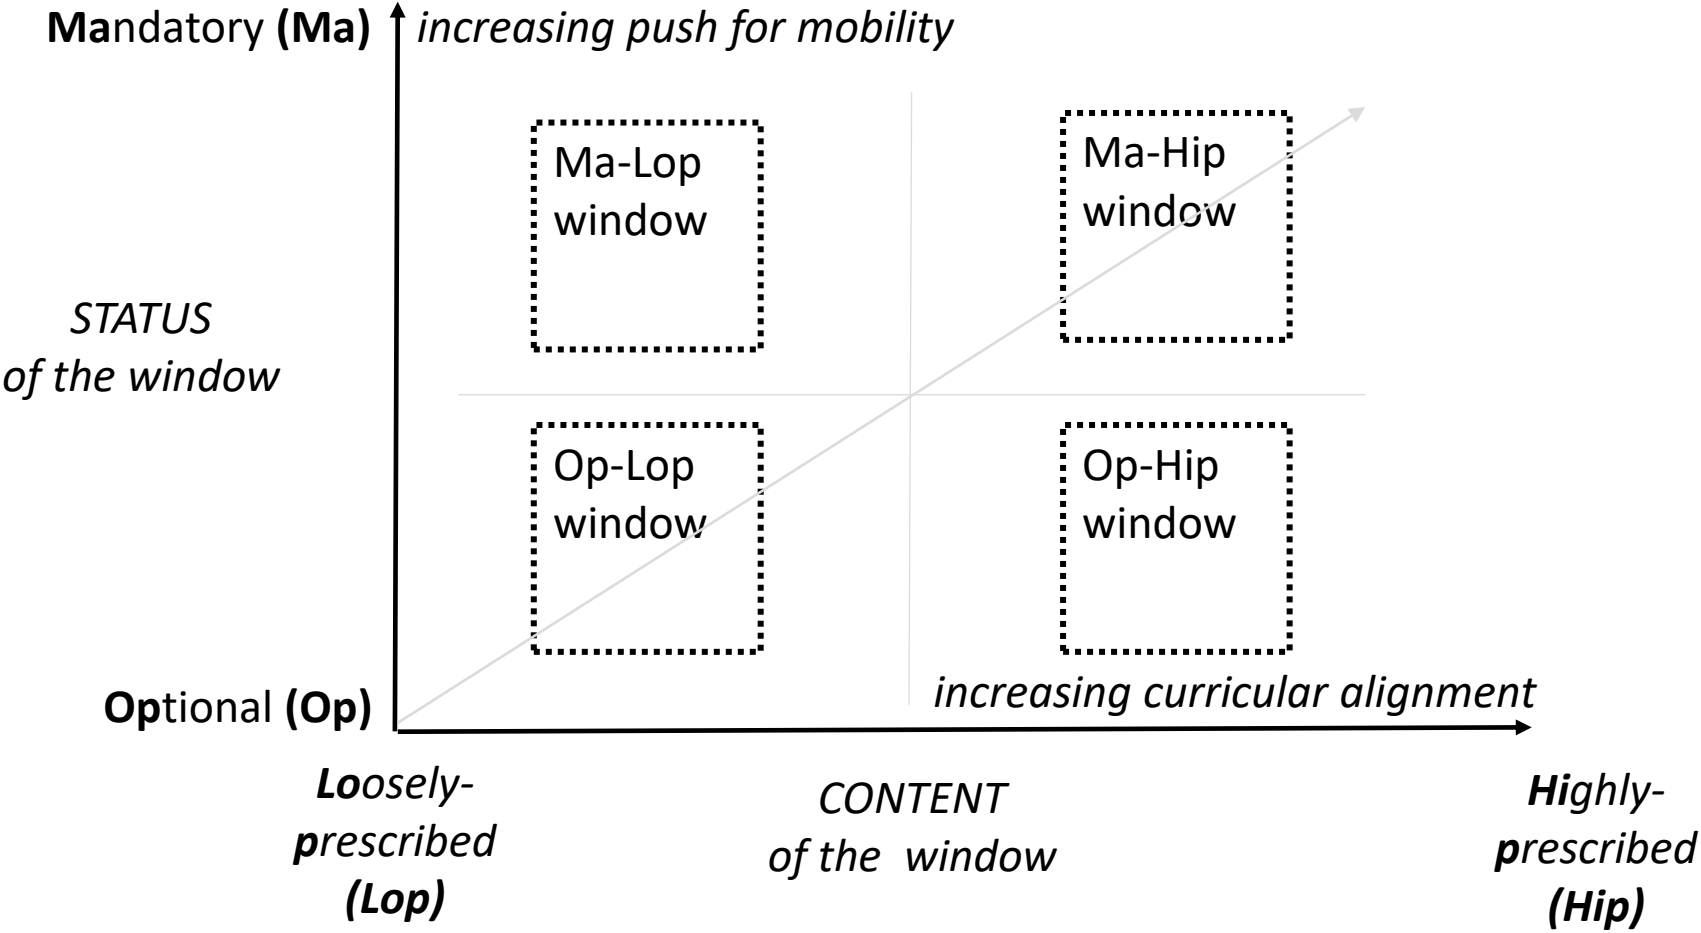 Mandatory (Ma)
increasing push for mobility
Ma-Lop
window
Ma-Hip
window
STATUS
of the window
Op-Lop
window
Op-Hip
window
increasing curricular alignment
Optional (Op)
Loosely-
prescribed
(Lop)
CONTENT
of the window
Highly-
prescribed
(Hip)